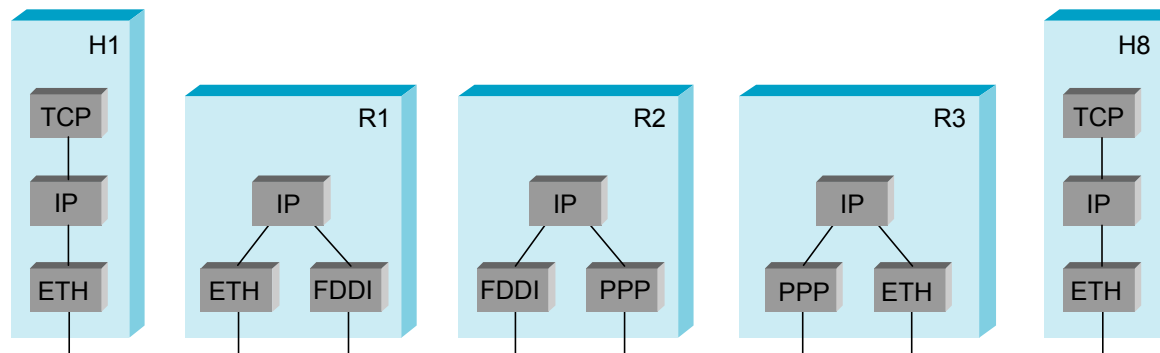 H1
TCP
IP
ETH
R1
IP
ETH
FDDI
R2
IP
FDDI
PPP
R3
IP
PPP
ETH
H8
TCP
IP
ETH